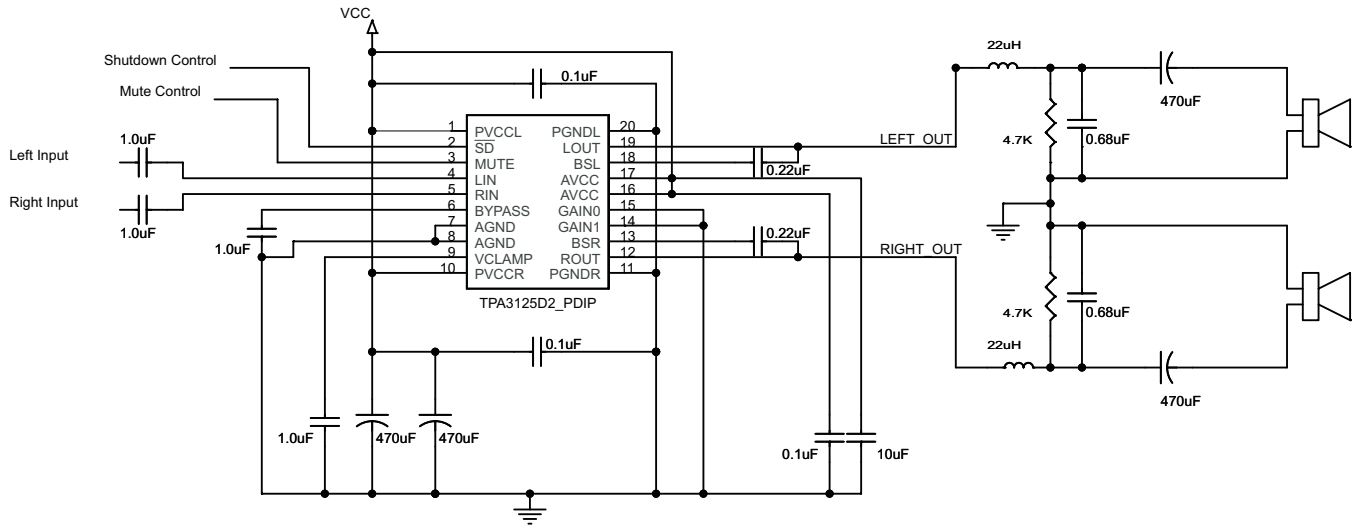 VCC
Shutdown Control
Mute Control
Left Input
1.0uF
Right Input
1.0uF
1.0uF
0.1uF
1 PVCCL PGNDL 20
2 SD LOUT 19
3 MUTE BSL 18
4 LIN AVCC 17
5 RIN AVCC 16
6 BYPASS GAIN0 15
7 AGND GAIN1 14
8 AGND BSR 13
9 VCLAMP ROUT 12
10 PVCCR PGNDR 11
TPA3125D2_PDIP
0.1uF
1.0uF
470uF
470uF
0.1uF
10uF
0.22uF
0.22uF
LEFT_OUT
RIGHT_OUT
22uH
4.7K
0.68uF
470uF
4.7K
0.68uF
22uH
470uF